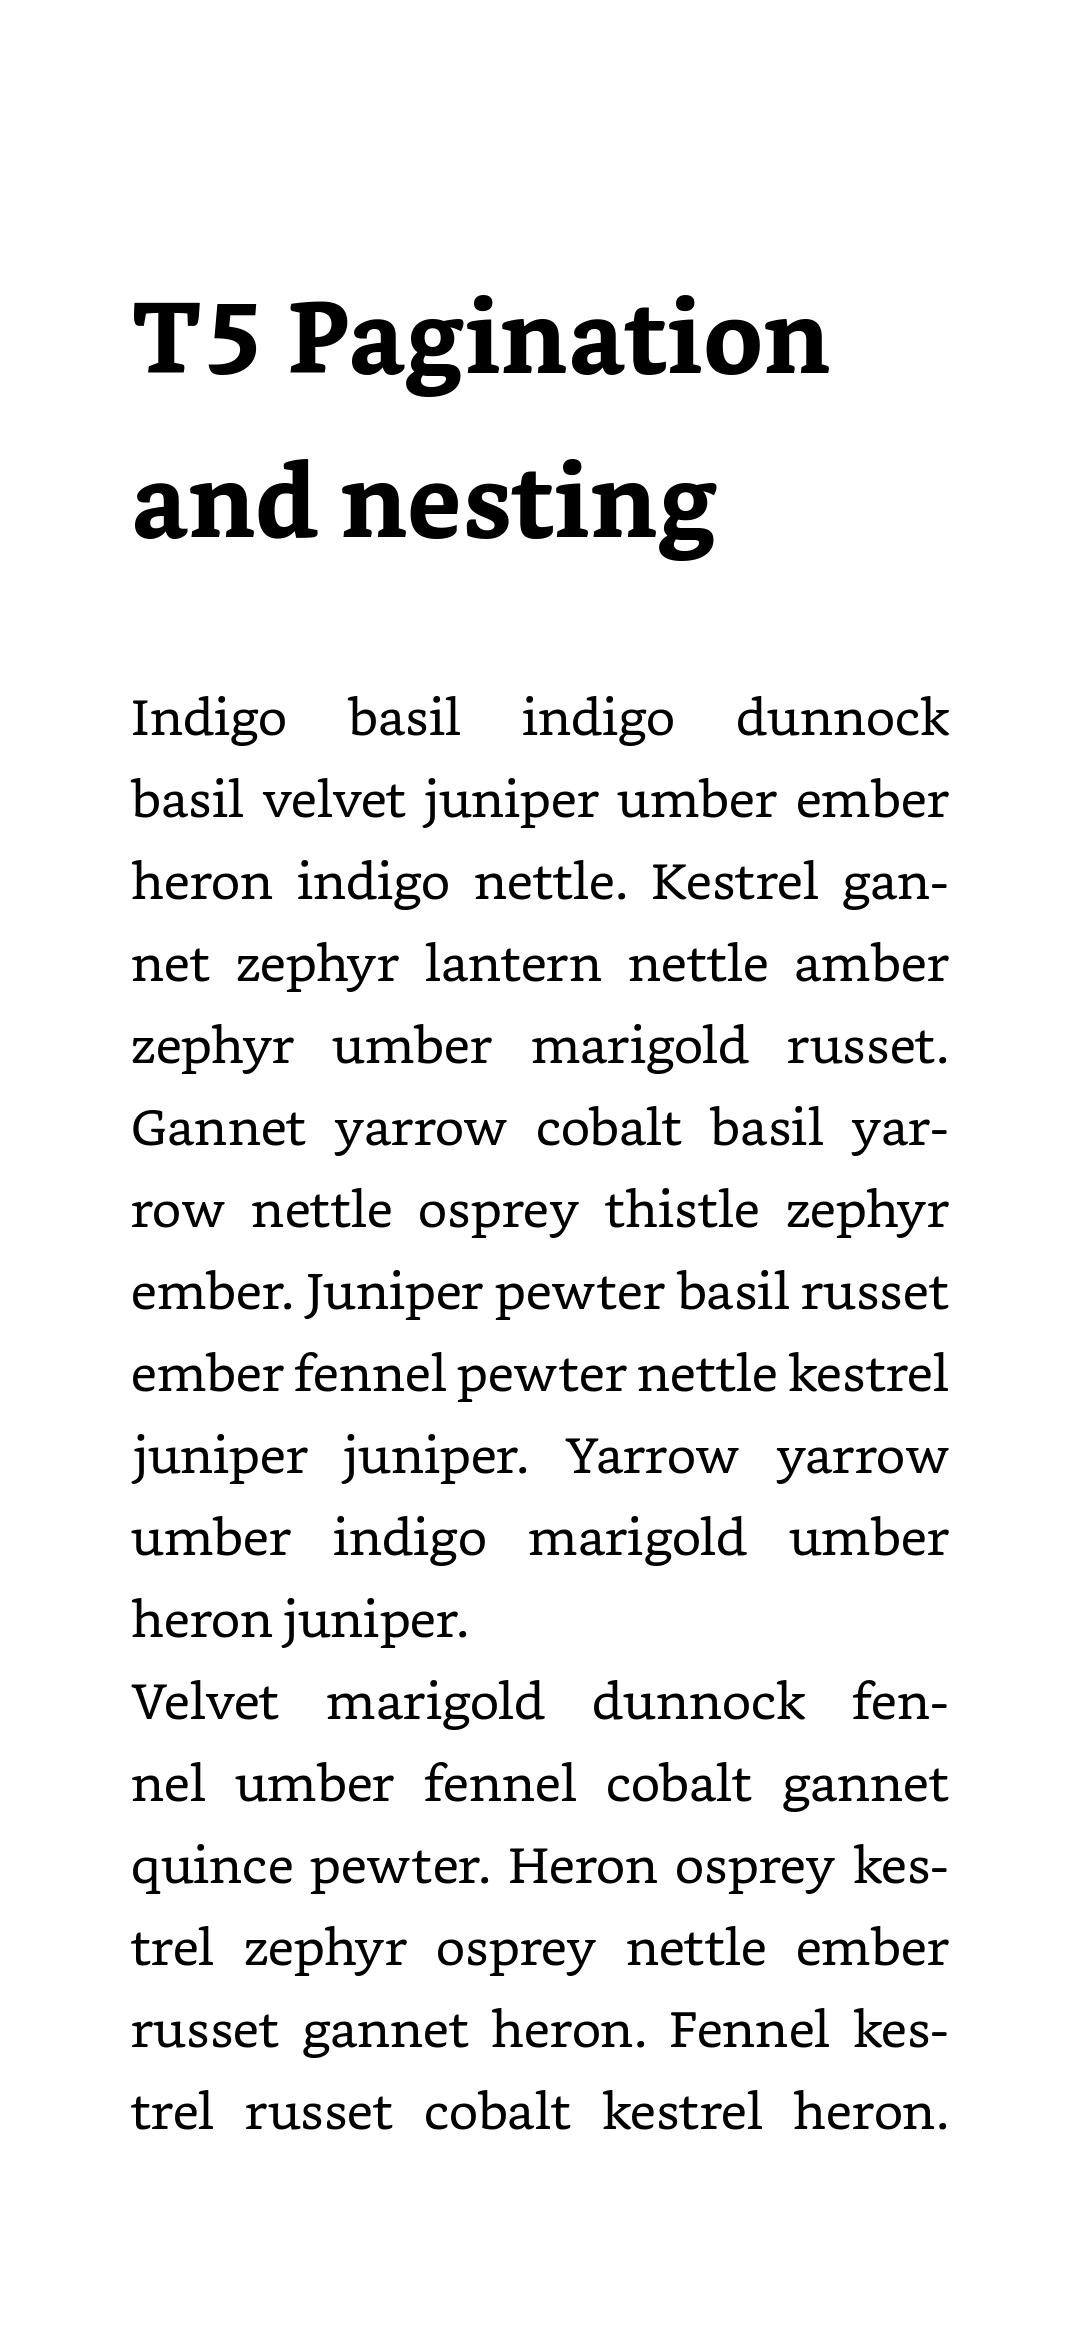 T5 Pagination
and nesting
Indigo basil indigo dunnock
basil velvet juniper umber ember
heron indigo nettle. Kestrel gan-
net zephyr lantern nettle amber
zephyr umber marigold russet.
Gannet yarrow cobalt basil yar-
row nettle osprey thistle zephyr
ember. Juniper pewter basil russet
ember fennel pewter nettle kestrel
juniper juniper. Yarrow yarrow
umber indigo marigold umber
heron juniper.
Velvet marigold dunnock fen-
nel umber fennel cobalt gannet
quince pewter. Heron osprey kes-
trel zephyr osprey nettle ember
russet gannet heron. Fennel kes-
trel russet cobalt kestrel heron.